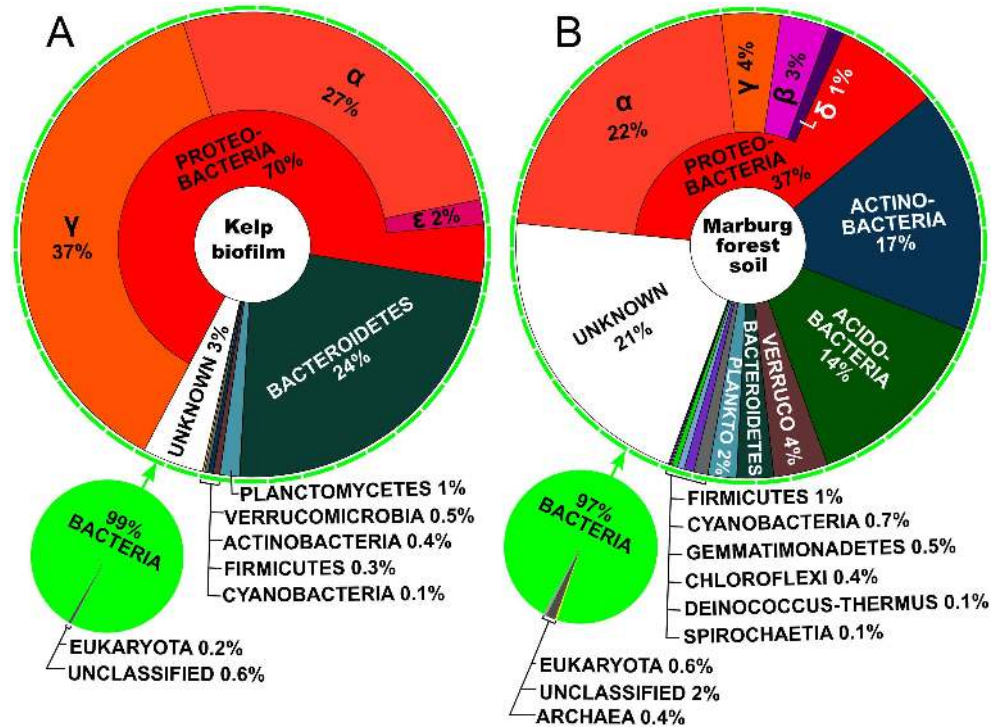 A
α
27%
PROTEO-
BACTERIA
70%
γ
37%
ε 2%
Kelp
biofilm
BACTEROIDETES
24%
UNKNOWN 3%
PLANCTOMYCETES 1%
VERRUCOMICROBIA 0.5%
ACTINOBACTERIA 0.4%
FIRMICUTES 0.3%
CYANOBACTERIA 0.1%
99%
BACTERIA
EUKARYOTA 0.2%
UNCLASSIFIED 0.6%
B
α
22%
γ 4%
β 3%
δ 1%
PROTEO-
BACTERIA
37%
Marburg
forest
soil
ACTINO-
BACTERIA
17%
ACIDO-
BACTERIA
14%
VERRUCO 4%
BACTEROIDETES
PLANKTO 2%
UNKNOWN
21%
FIRMICUTES 1%
CYANOBACTERIA 0.7%
GEMMATIMONADETES 0.5%
CHLOROFLEXI 0.4%
DEINOCOCCUS-THERMUS 0.1%
SPIROCHAETIA 0.1%
97%
BACTERIA
EUKARYOTA 0.6%
UNCLASSIFIED 2%
ARCHAEA 0.4%